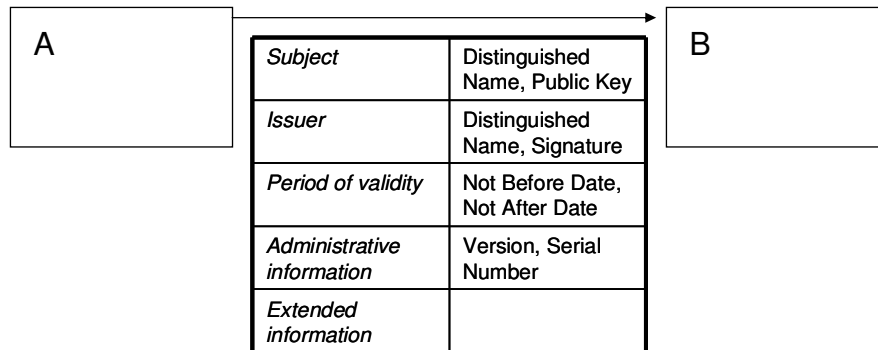 A
B
Subject
Distinguished
Name, Public Key
Issuer
Distinguished
Name, Signature
Period of validity
Not Before Date,
Not After Date
Administrative
information
Version, Serial
Number
Extended
information